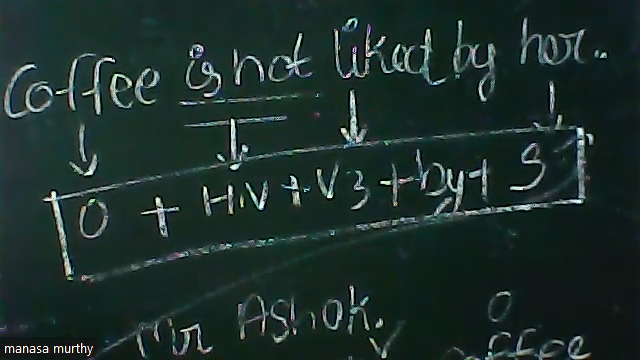 Coffee is not liked by her..
O + H.V + V3 + by + S
Mr Ashok. O
V Coffee
manasa murthy